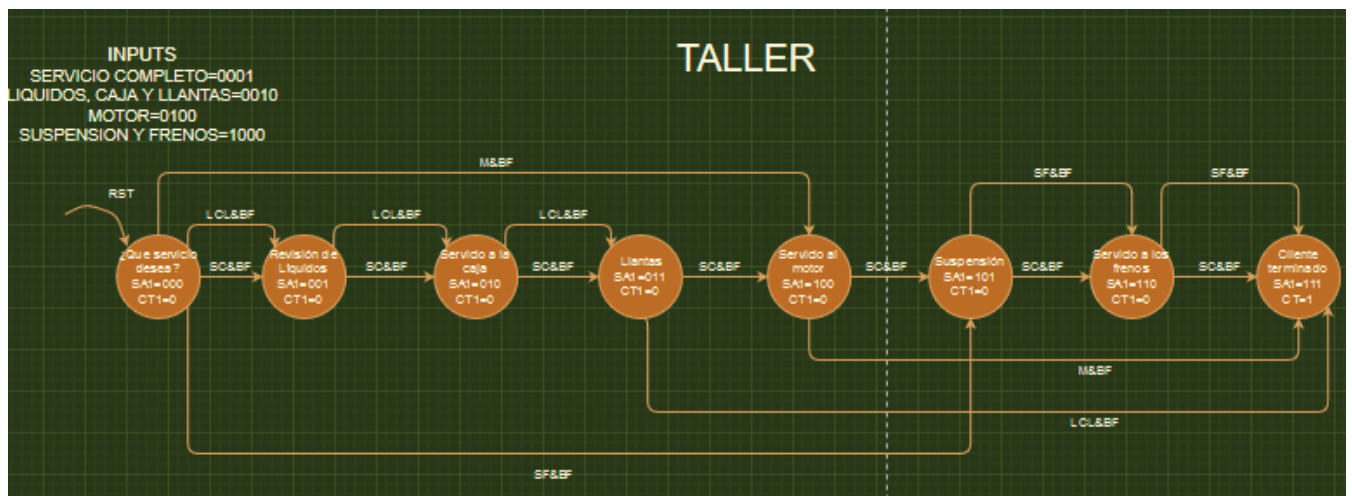 INPUTS
SERVICIO COMPLETO=0001
LIQUIDOS, CAJA Y LLANTAS=0010
MOTOR=0100
SUSPENSION Y FRENOS=1000
TALLER
M&BF
SF&BF
SF&BF
RST
LCL&BF
LCL&BF
LCL&BF
¿Que servicio
desea?
SA1=000
CT1=0
SC&BF
Revisión de
Líquidos
SA1=001
CT1=0
SC&BF
Servicio a la
caja
SA1=010
CT1=0
SC&BF
Llantas
SA1=011
CT1=0
SC&BF
Servicio al
motor
SA1=100
CT1=0
SC&BF
Suspensión
SA1=101
CT1=0
SC&BF
Servicio a los
frenos
SA1=110
CT1=0
SC&BF
Cliente
terminado
SA1=111
CT=1
M&BF
LCL&BF
SF&BF